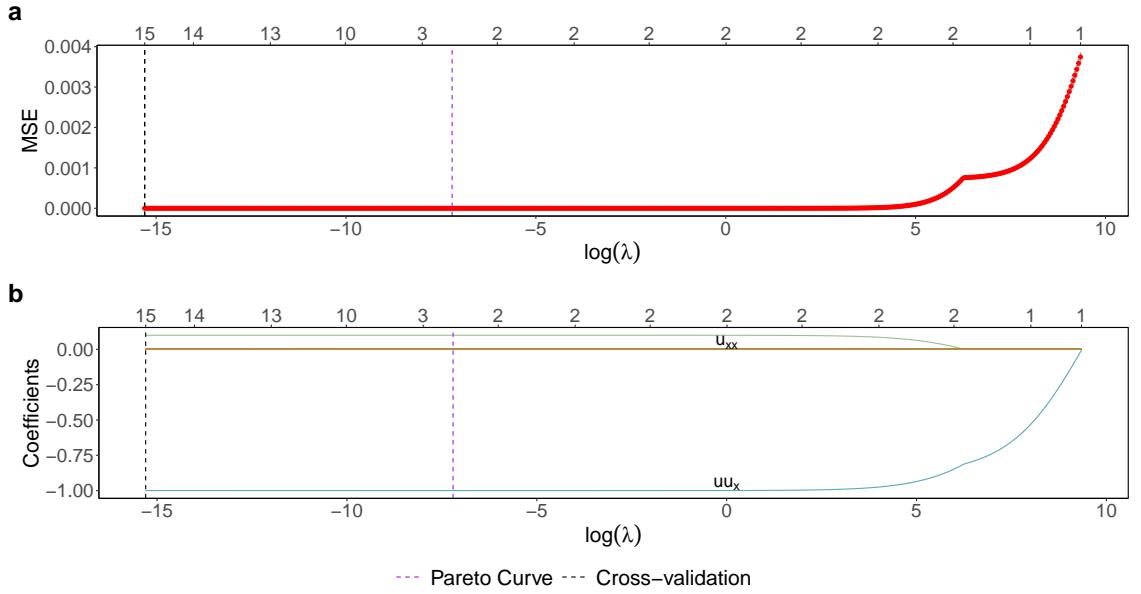 a
15 14 13 10 3 2 2 2 2 2 2 2 1 1
0.004
0.003
0.002
0.001
0.000
MSE
−15 −10 −5 0 5 10
log(λ)
b
15 14 13 10 3 2 2 2 2 2 2 2 1 1
0.00
−0.25
−0.50
−0.75
−1.00
Coefficients
u_xx
uu_x
−15 −10 −5 0 5 10
log(λ)
Pareto Curve Cross−validation